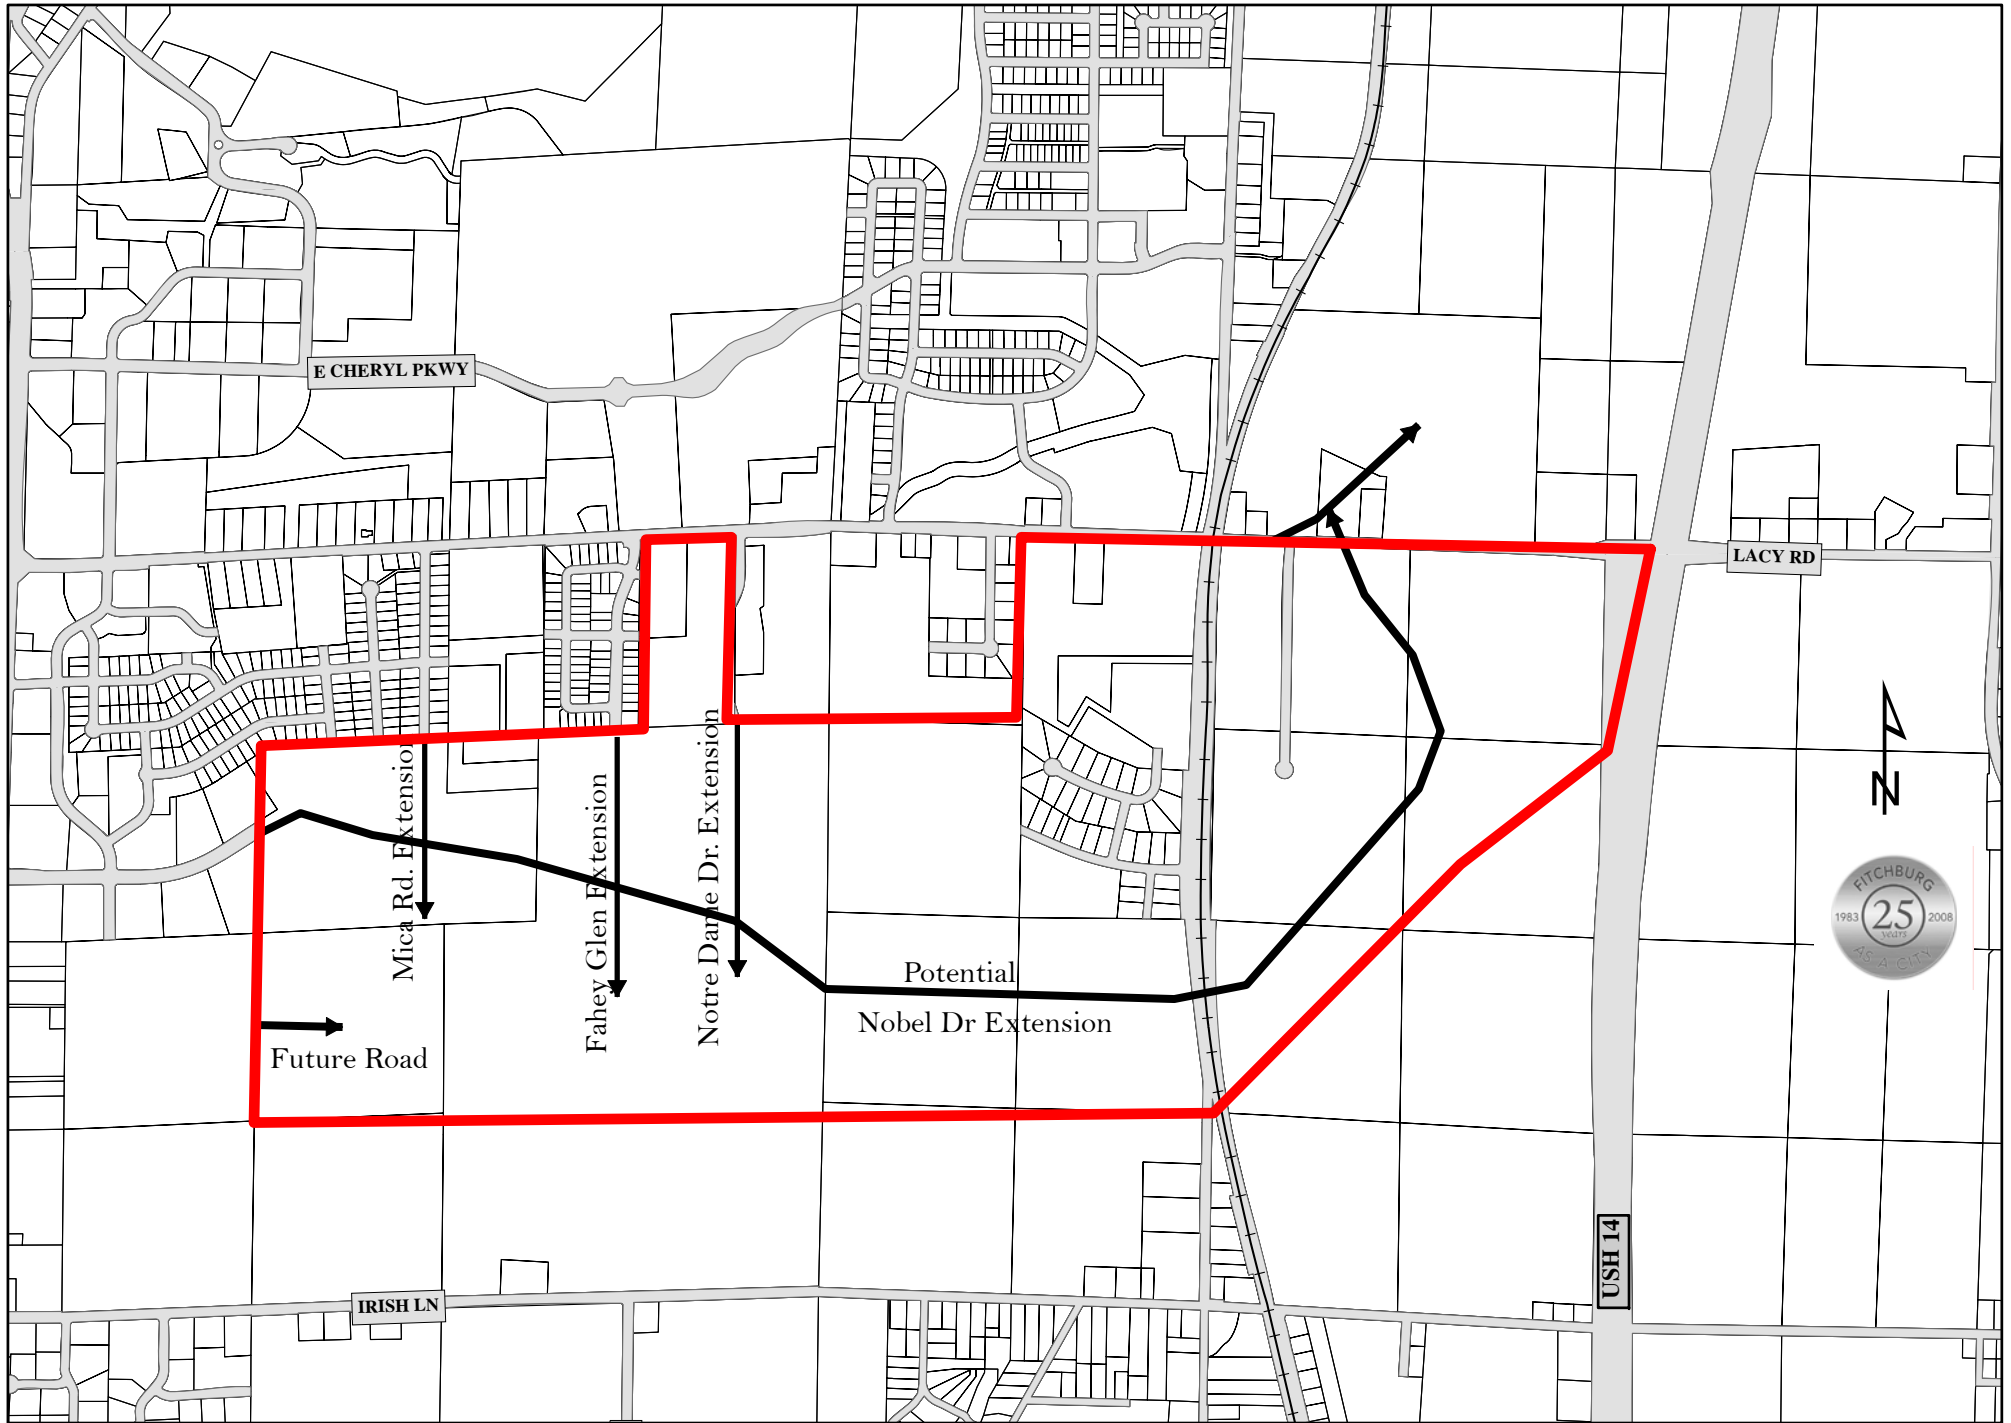 E CHERYL PKWY
LACY RD
Mica Rd. Extension
Fahey Glen Extension
Notre Dame Dr. Extension
N
FITCHBURG
1983 25 2008
years
AS A CITY
Potential
Nobel Dr Extension
Future Road
USH 14
IRISH LN